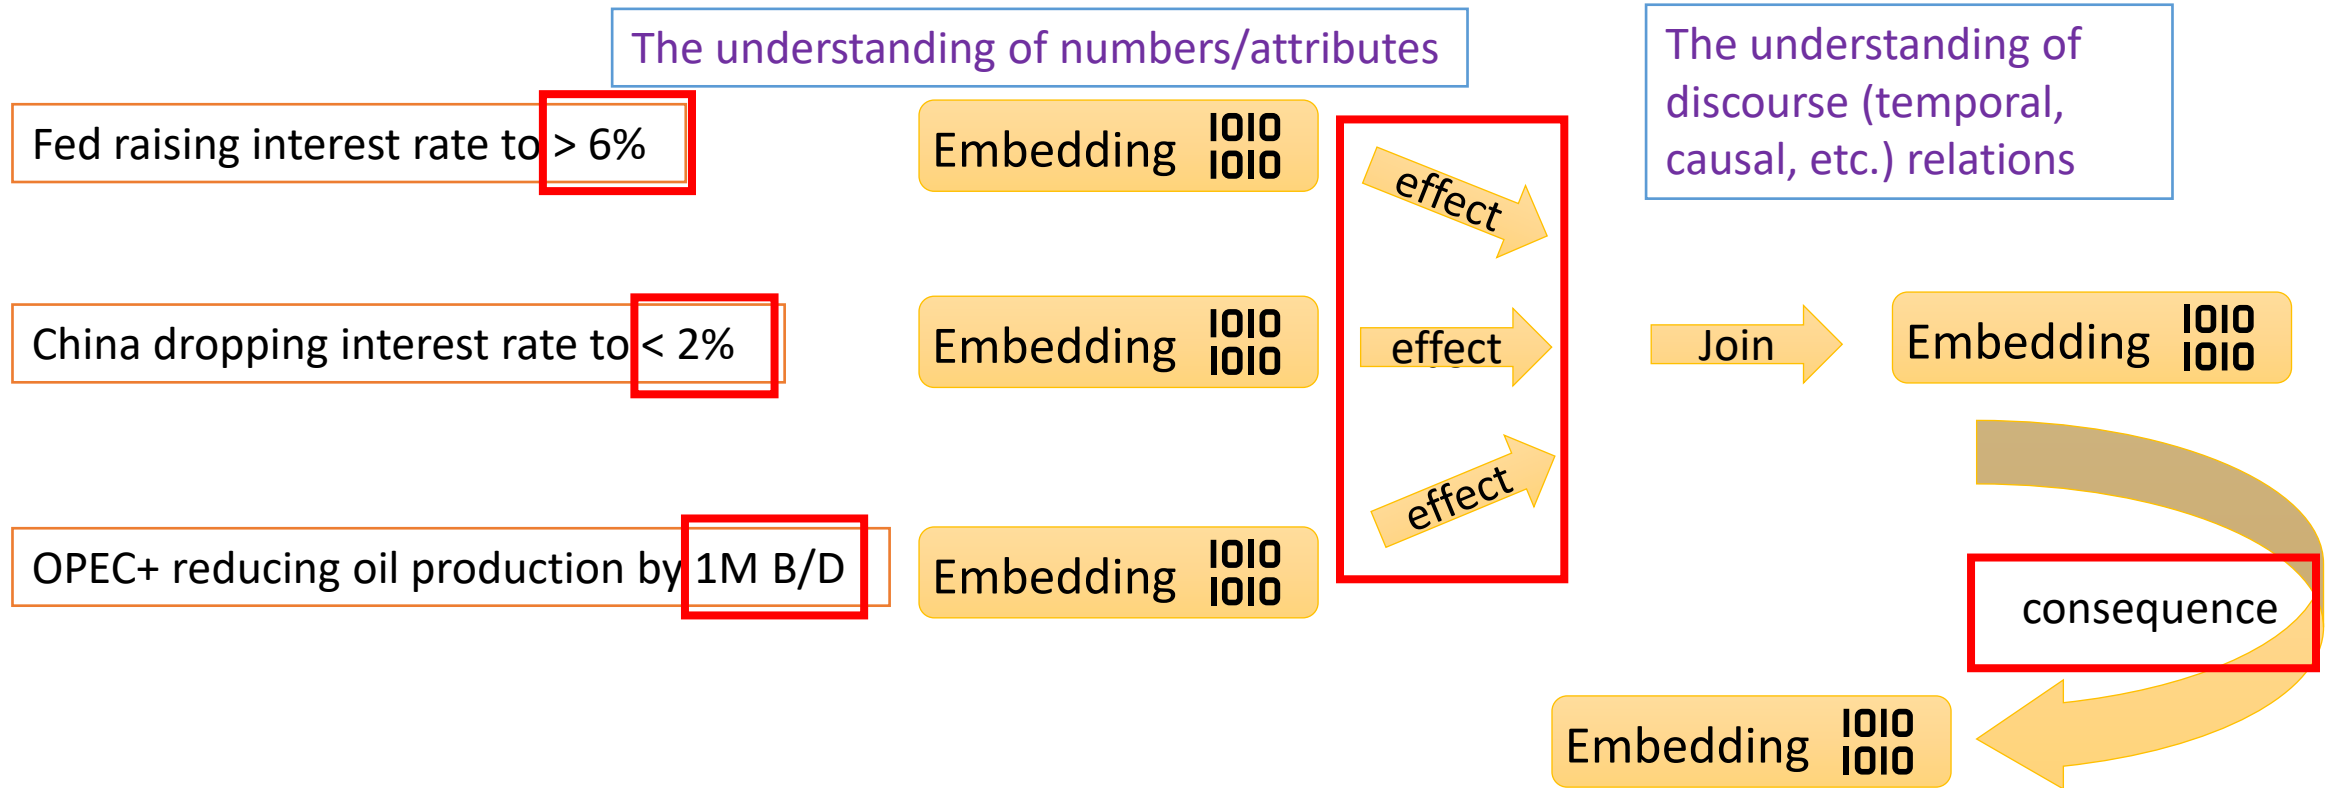 The understanding of numbers/attributes
The understanding of
discourse (temporal,
causal, etc.) relations
Fed raising interest rate to > 6%
Embedding
1010
1010
effect
China dropping interest rate to < 2%
Embedding
1010
1010
effect
Join
Embedding
1010
1010
OPEC+ reducing oil production by 1M B/D
Embedding
1010
1010
effect
consequence
Embedding
1010
1010